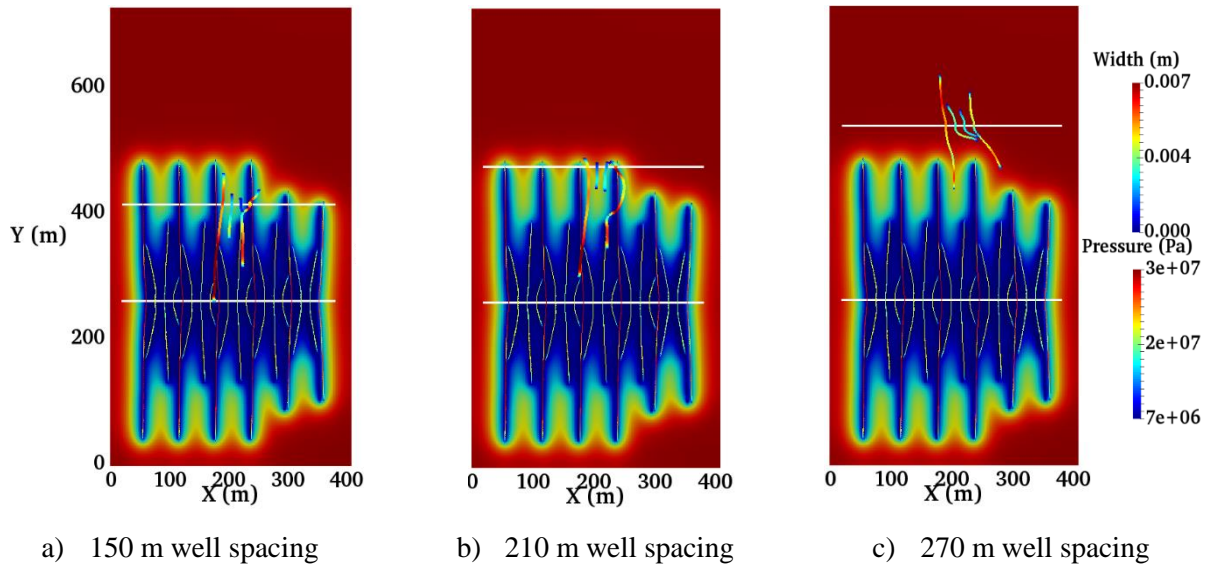 Width (m)
0.007
0.004
0.000
Pressure (Pa)
3e+07
2e+07
7e+06
600
400
Y (m)
200
0
0 100 200 300 400
X (m)
0 100 200 300 400
X (m)
0 100 200 300 400
X (m)
a) 150 m well spacing
b) 210 m well spacing
c) 270 m well spacing